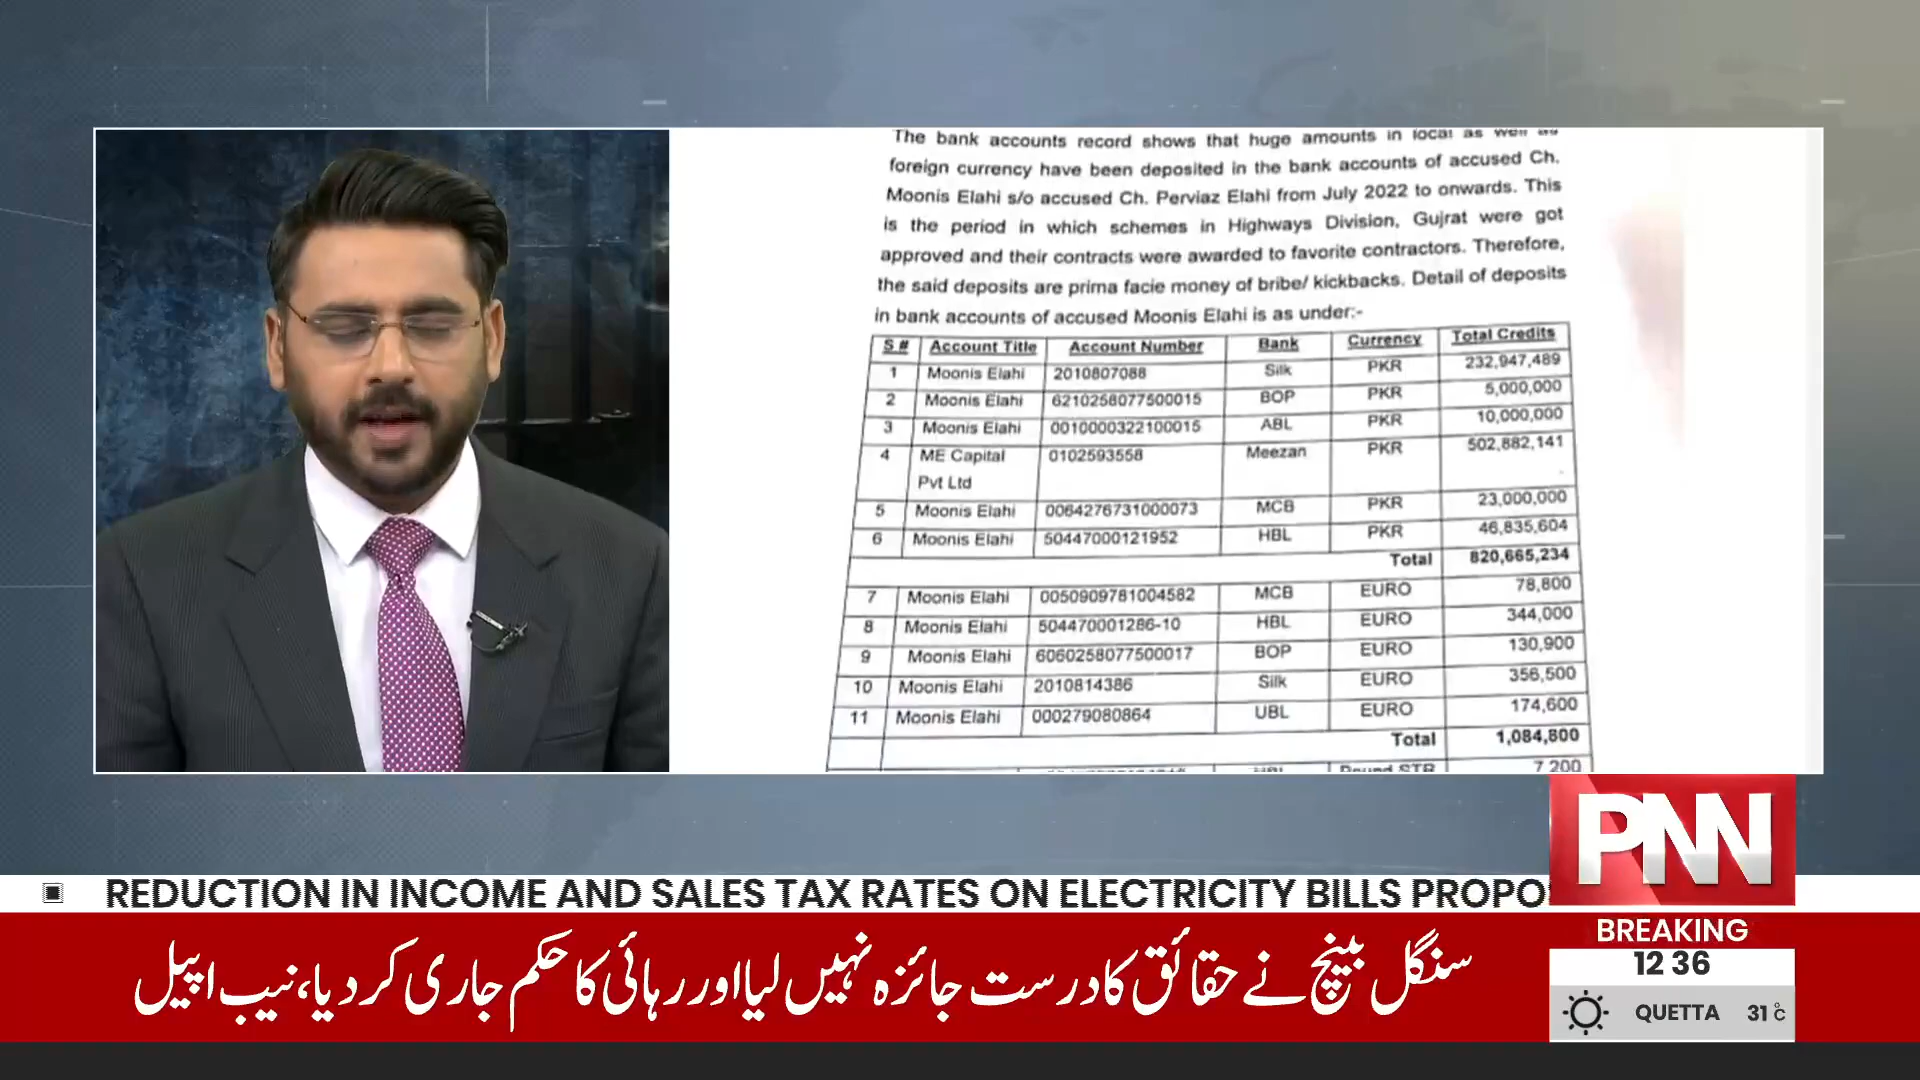 The bank accounts record shows that huge amounts in local as well as
foreign currency have been deposited in the bank accounts of accused Ch.
Moonis Elahi s/o accused Ch. Perviaz Elahi from July 2022 to onwards. This
is the period in which schemes in Highways Division, Gujrat were got
approved and their contracts were awarded to favorite contractors. Therefore,
the said deposits are prima facie money of bribe/ kickbacks. Detail of deposits
in bank accounts of accused Moonis Elahi is as under:-
S # Account Title Account Number Bank Currency Total Credits
1 Moonis Elahi 2010807088 Silk PKR 232,947,489
2 Moonis Elahi 6210258077500015 BOP PKR 5,000,000
3 Moonis Elahi 0010000322100015 ABL PKR 10,000,000
4 ME Capital 0102593558 Meezan PKR 502,882,141
Pvt Ltd
5 Moonis Elahi 0064276731000073 MCB PKR 23,000,000
6 Moonis Elahi 50447000121952 HBL PKR 46,835,604
Total 820,665,234
7 Moonis Elahi 0050909781004582 MCB EURO 78,800
8 Moonis Elahi 504470001286-10 HBL EURO 344,000
9 Moonis Elahi 6060258077500017 BOP EURO 130,900
10 Moonis Elahi 2010814386 Silk EURO 356,500
11 Moonis Elahi 000279080864 UBL EURO 174,600
Total 1,084,800
HBL Pound STR 7,200
PNN
REDUCTION IN INCOME AND SALES TAX RATES ON ELECTRICITY BILLS PROPO
BREAKING
12 36
QUETTA 31°C
سنگل بینچ نے حقائق کا درست جائزہ نہیں لیا اور رہائی کا حکم جاری کر دیا، نیب اپیل